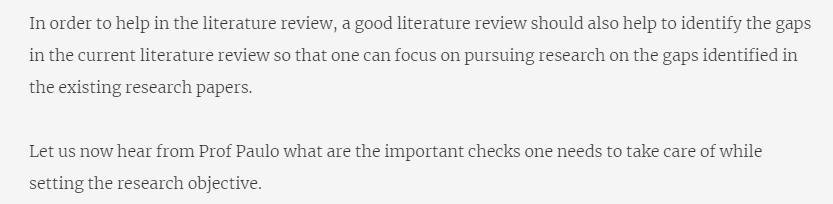 In order to help in the literature review, a good literature review should also help to identify the gaps
in the current literature review so that one can focus on pursuing research on the gaps identified in
the existing research papers.
Let us now hear from Prof Paulo what are the important checks one needs to take care of while
setting the research objective.